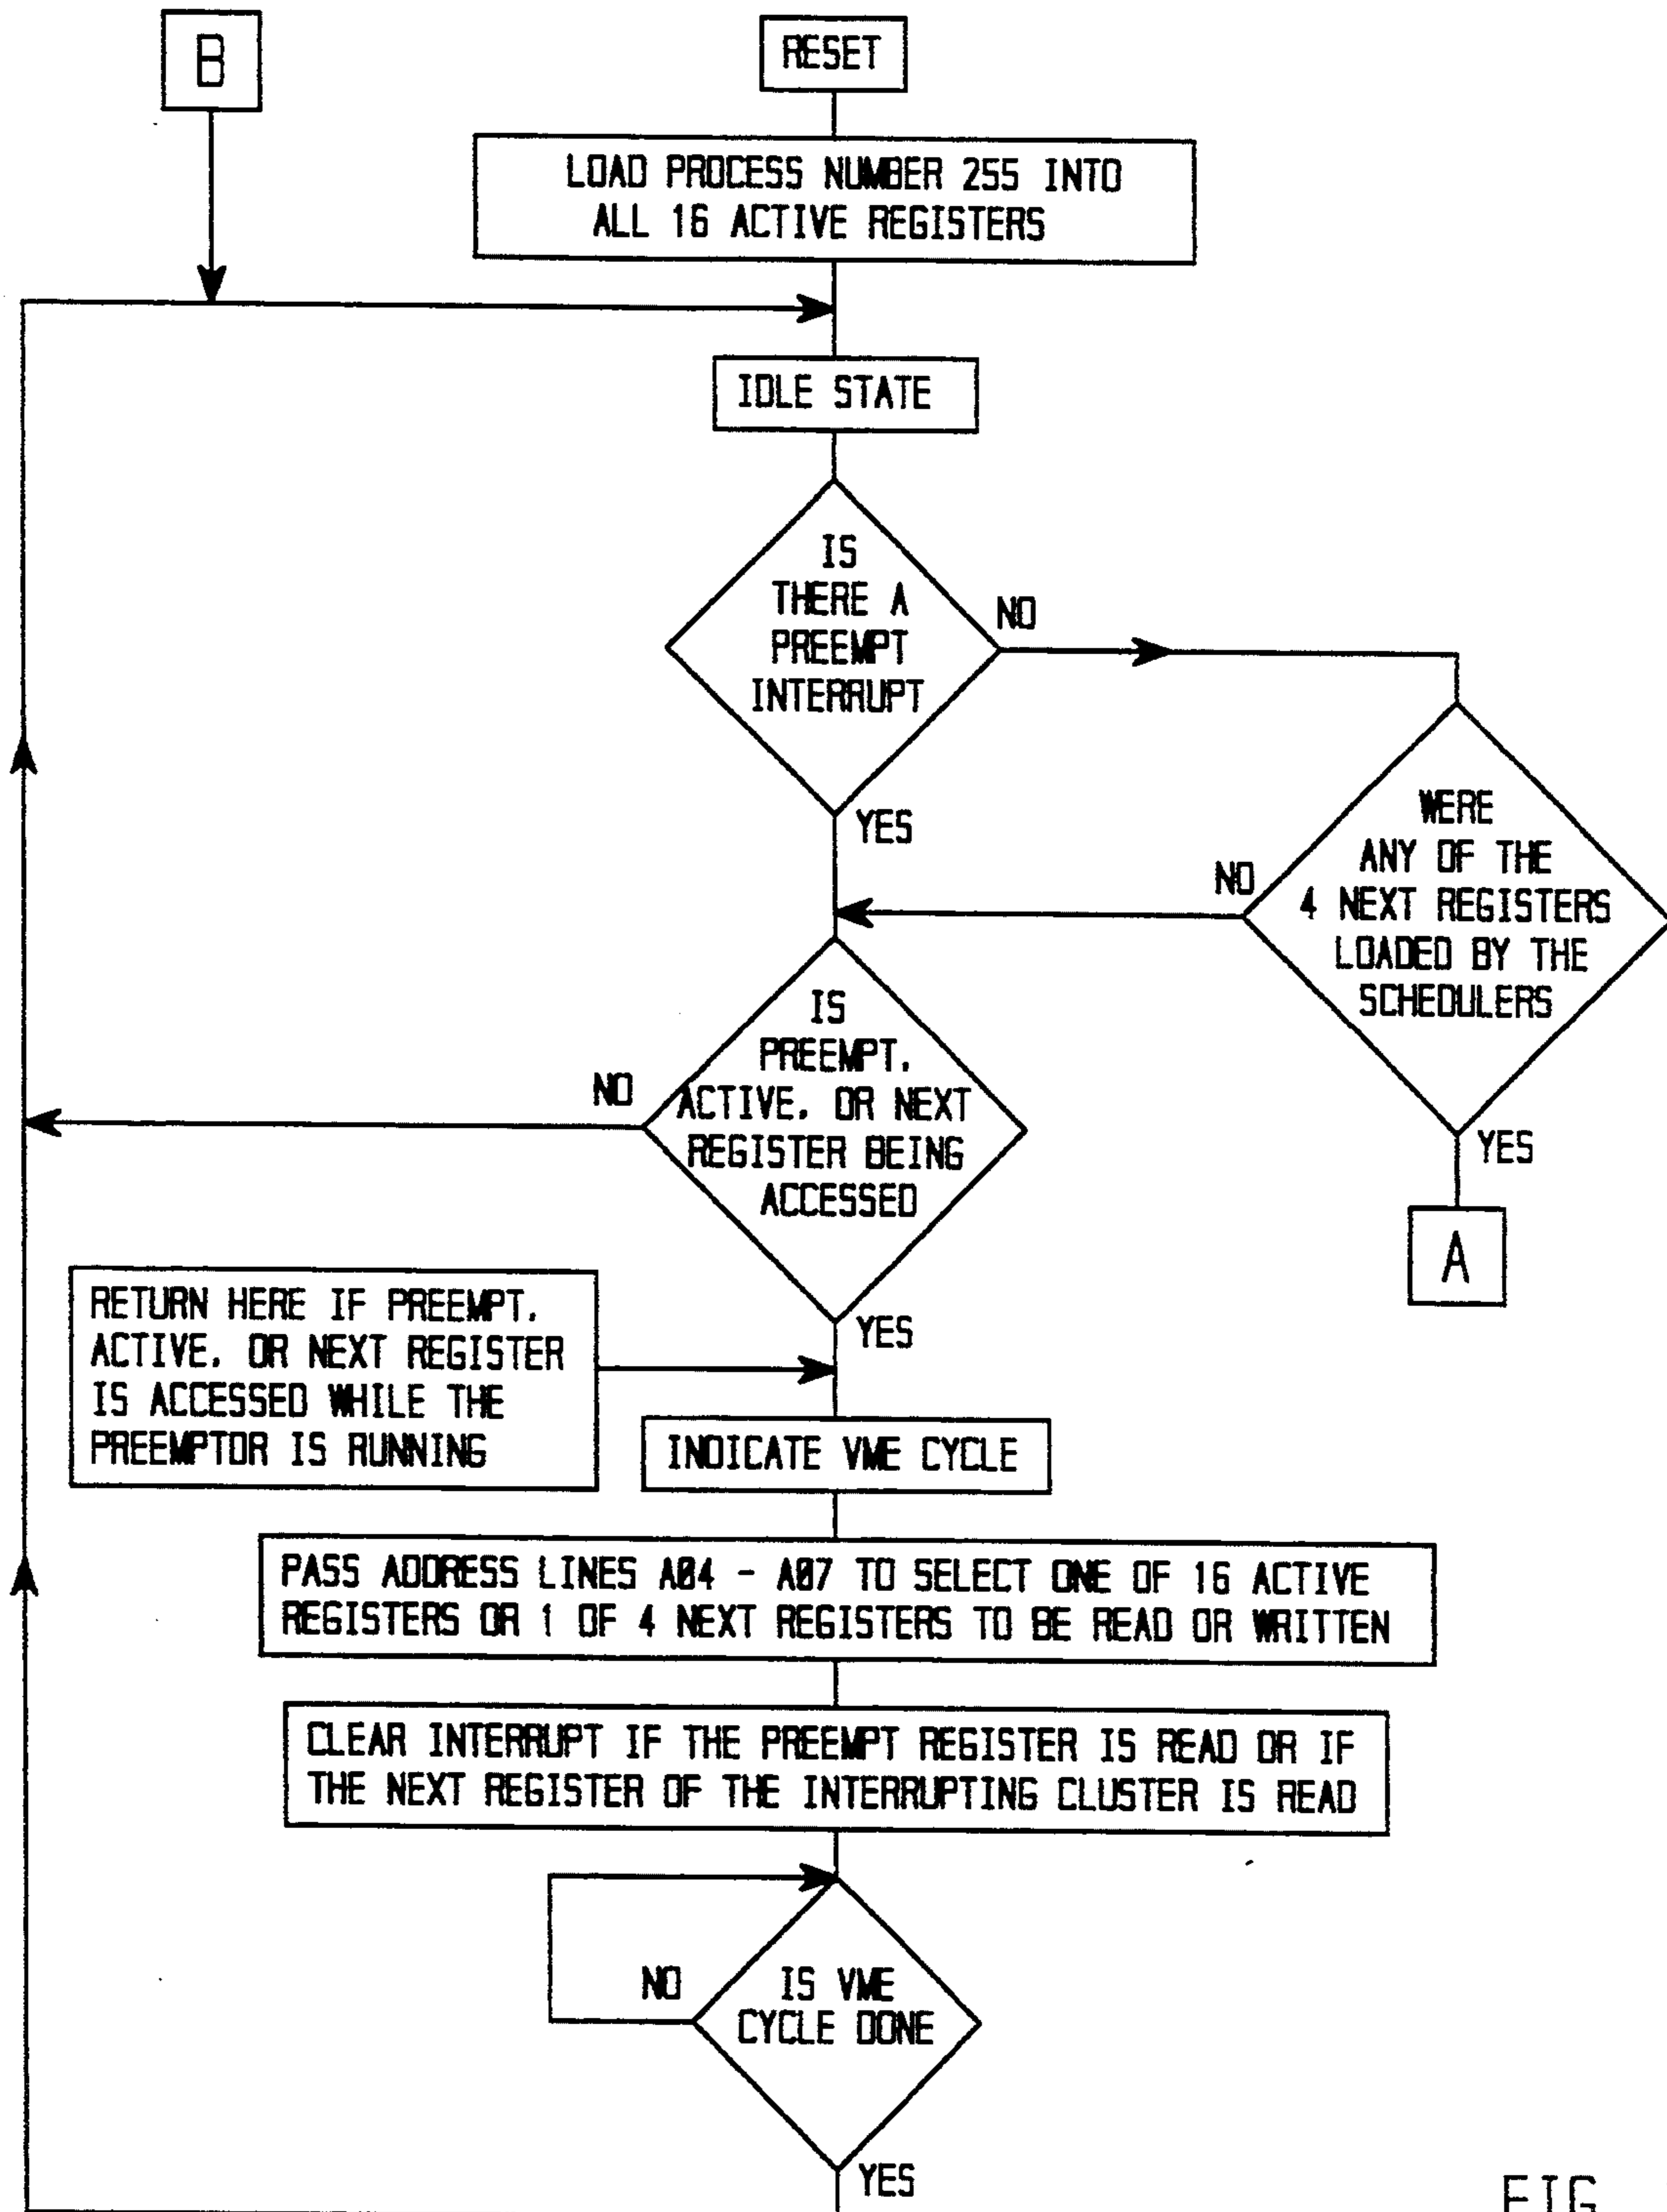 B
RESET
LOAD PROCESS NUMBER 255 INTO
ALL 16 ACTIVE REGISTERS
IDLE STATE
IS
THERE A
PREEMPT
INTERRUPT
NO
YES
WERE
ANY OF THE
4 NEXT REGISTERS
LOADED BY THE
SCHEDULERS
NO
YES
A
IS
PREEMPT,
ACTIVE, OR NEXT
REGISTER BEING
ACCESSED
NO
YES
RETURN HERE IF PREEMPT,
ACTIVE, OR NEXT REGISTER
IS ACCESSED WHILE THE
PREEMPTOR IS RUNNING
INDICATE VME CYCLE
PASS ADDRESS LINES A04 - A07 TO SELECT ONE OF 16 ACTIVE
REGISTERS OR 1 OF 4 NEXT REGISTERS TO BE READ OR WRITTEN
CLEAR INTERRUPT IF THE PREEMPT REGISTER IS READ OR IF
THE NEXT REGISTER OF THE INTERRUPTING CLUSTER IS READ
IS VME
CYCLE DONE
NO
YES
FIG